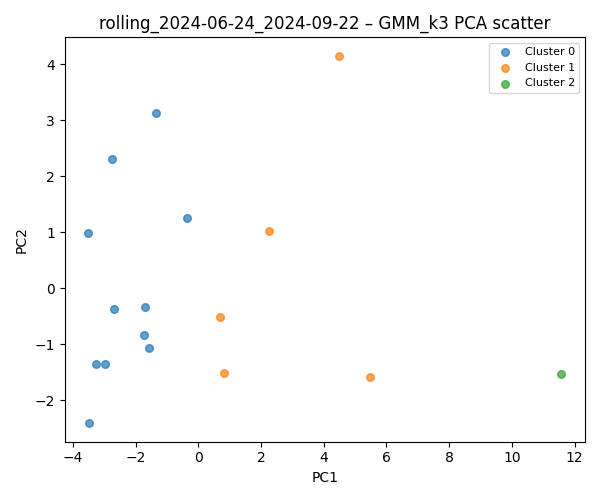 rolling_2024-06-24_2024-09-22 – GMM_k3 PCA scatter
Cluster 0
Cluster 1
Cluster 2
PC2
4
3
2
1
0
−1
−2
−4
−2
0
2
4
6
8
10
12
PC1